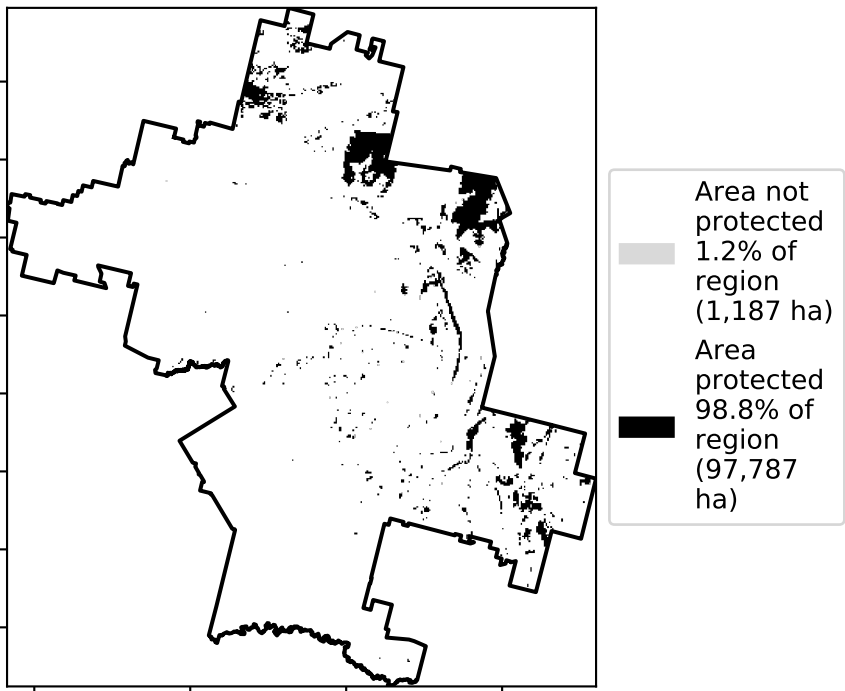 Area not
protected
1.2% of
region
(1,187 ha)
Area
protected
98.8% of
region
(97,787
ha)